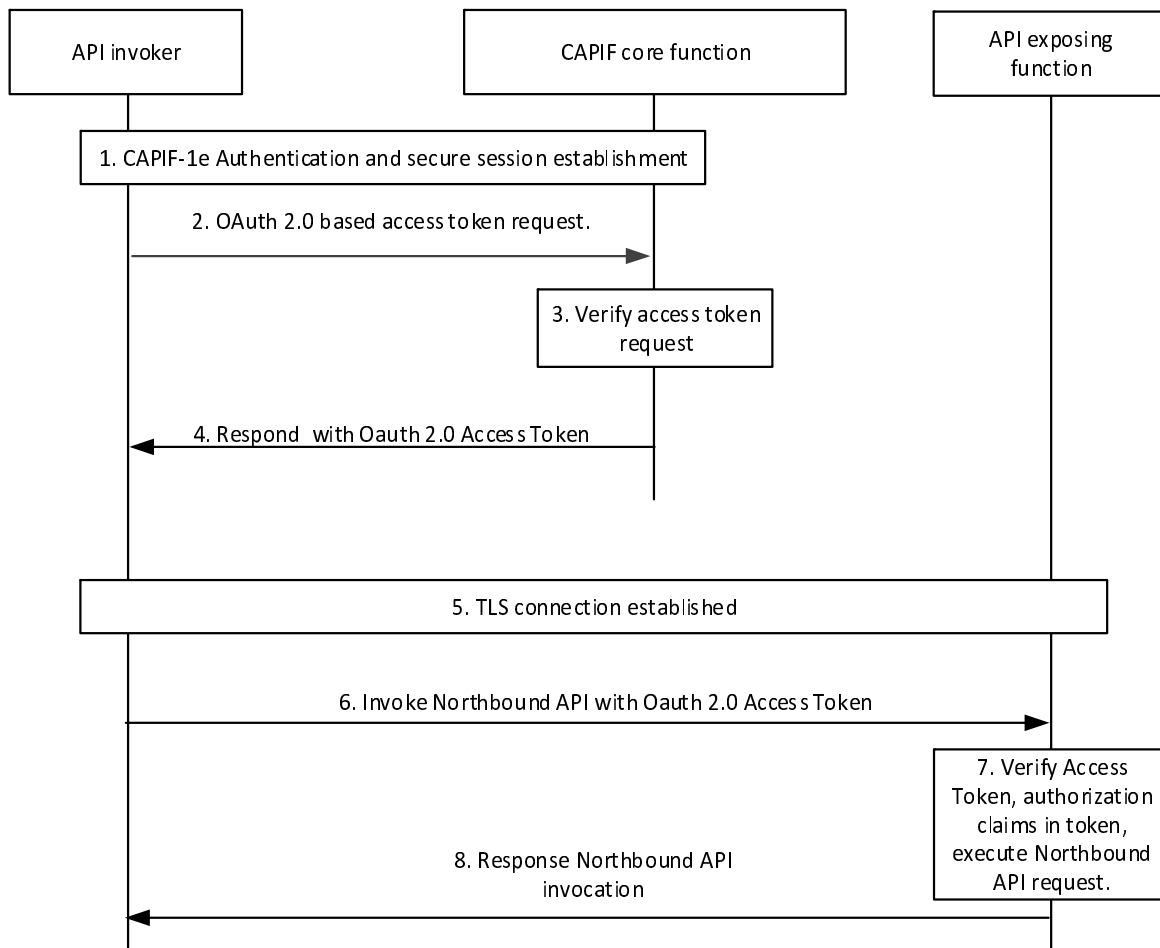 API invoker
CAPIF core function
API exposing
function
1. CAPIF-1e Authentication and secure session establishment
2. OAuth 2.0 based access token request.
3. Verify access token
request
4. Respond with Oauth 2.0 Access Token
5. TLS connection established
6. Invoke Northbound API with Oauth 2.0 Access Token
7. Verify Access
Token, authorization
claims in token,
execute Northbound
API request.
8. Response Northbound API
invocation